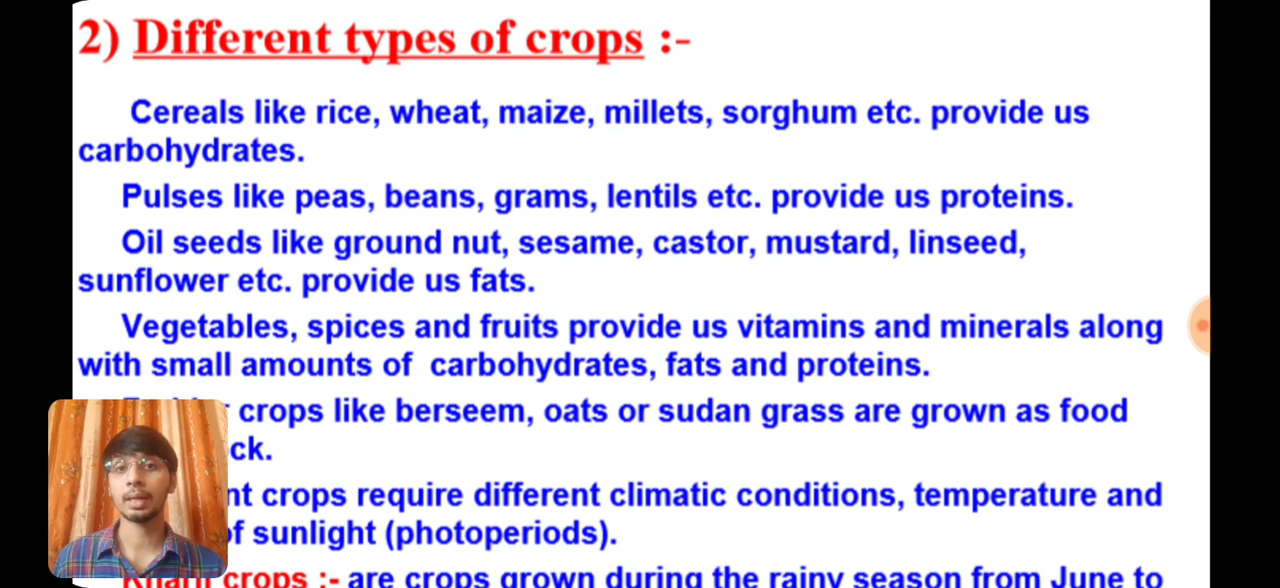 2) Different types of crops :-
Cereals like rice, wheat, maize, millets, sorghum etc. provide us
carbohydrates.
Pulses like peas, beans, grams, lentils etc. provide us proteins.
Oil seeds like ground nut, sesame, castor, mustard, linseed,
sunflower etc. provide us fats.
Vegetables, spices and fruits provide us vitamins and minerals along
with small amounts of carbohydrates, fats and proteins.
crops like berseem, oats or sudan grass are grown as food
ck.
nt crops require different climatic conditions, temperature and
of sunlight (photoperiods).
Kharif crops :- are crops grown during the rainy season from June to